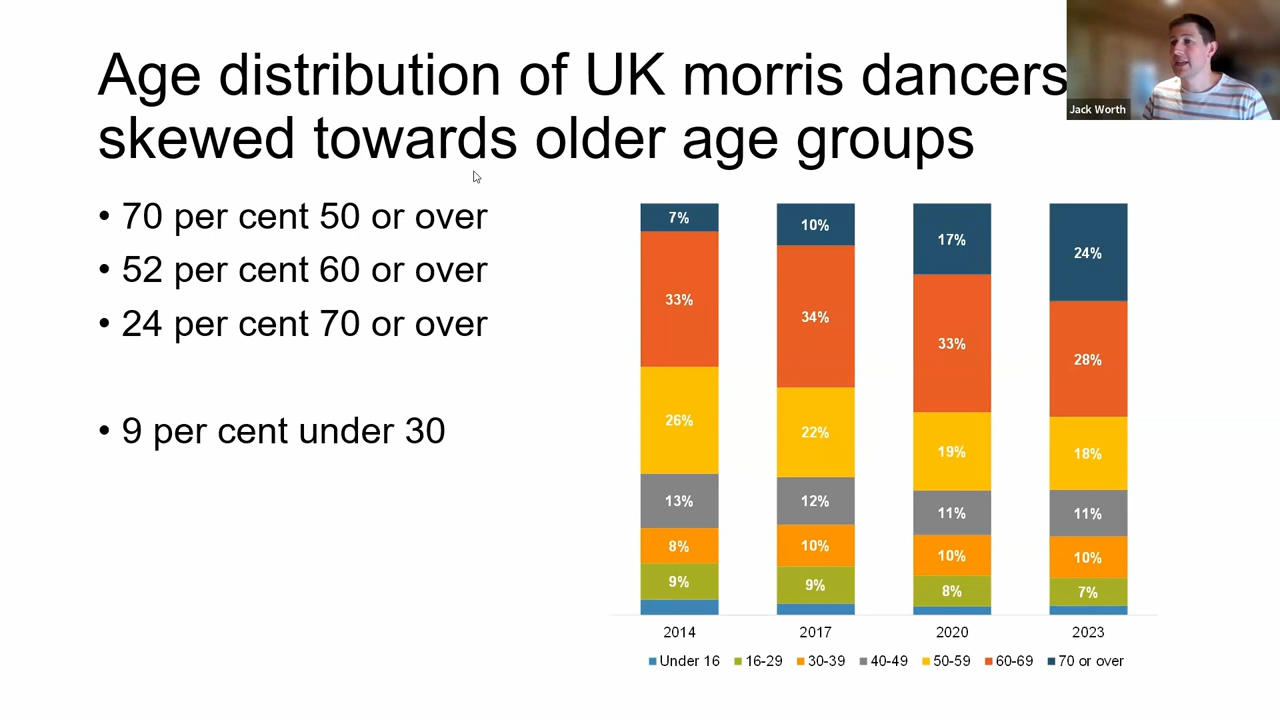 Age distribution of UK morris dancers
skewed towards older age groups
Jack Worth
• 70 per cent 50 or over
• 52 per cent 60 or over
• 24 per cent 70 or over
• 9 per cent under 30
7% 10% 17% 24%
33% 34% 33% 28%
26% 22% 19% 18%
13% 12% 11% 11%
8% 10% 10% 10%
9% 9% 8% 7%
2014 2017 2020 2023
Under 16 16-29 30-39 40-49 50-59 60-69 70 or over